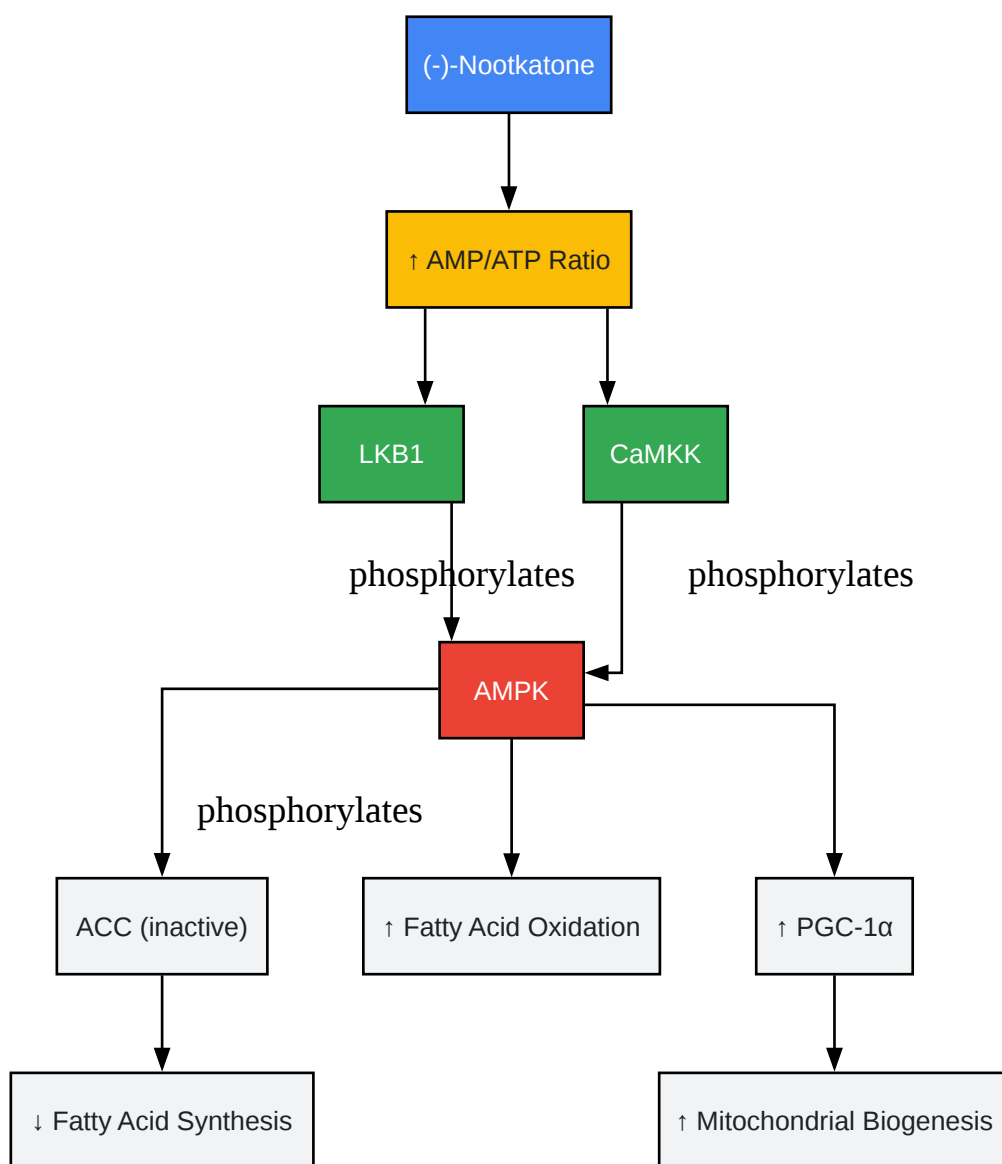 (-)-Nootkatone
↑ AMP/ATP Ratio
LKB1
CaMKK
phosphorylates
phosphorylates
AMPK
phosphorylates
ACC (inactive)
↑ Fatty Acid Oxidation
↑ PGC-1α
↓ Fatty Acid Synthesis
↑ Mitochondrial Biogenesis